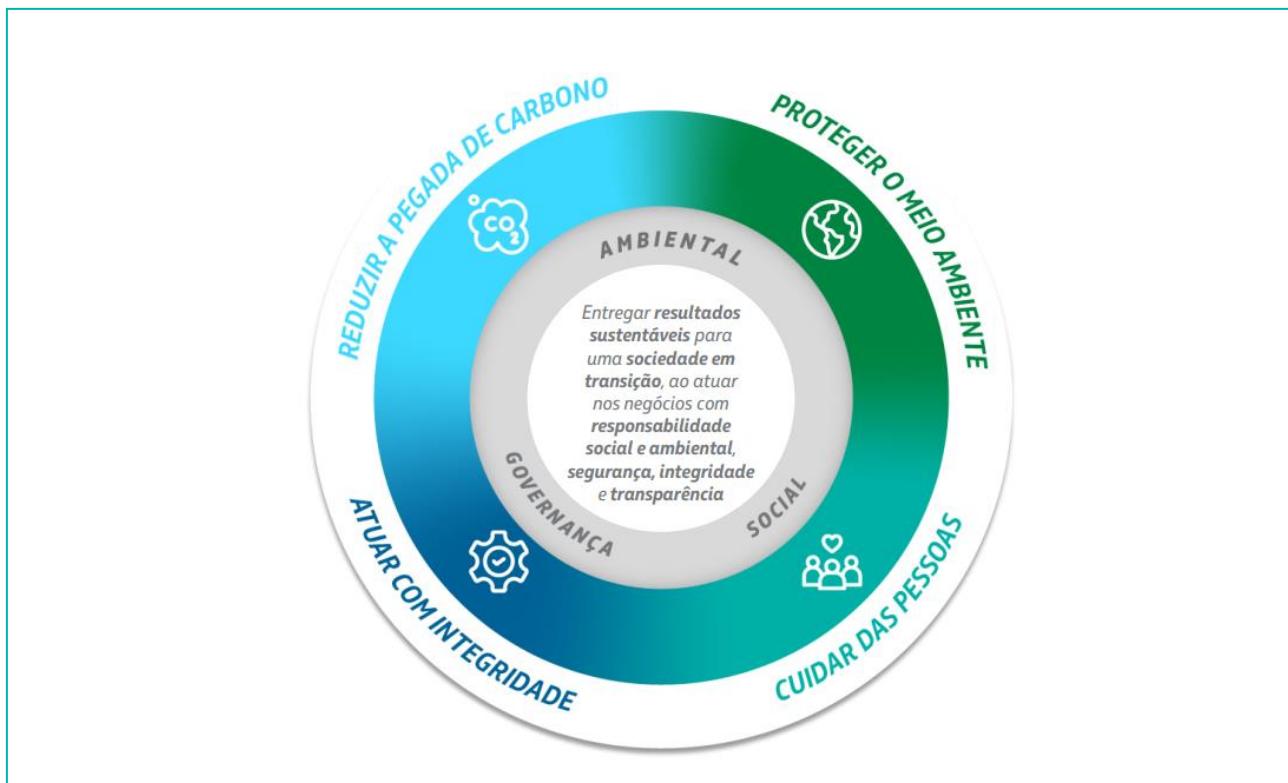 REDUZIR A PEGADA DE CARBONO
PROTEGER O MEIO AMBIENTE
CO2
AMBIENTAL
Entregar resultados
sustentáveis para
uma sociedade em
transição, ao atuar
nos negócios com
responsabilidade
social e ambiental,
segurança, integridade
e transparência
GOVERNANÇA
SOCIAL
ATUAR COM INTEGRIDADE
CUIDAR DAS PESSOAS